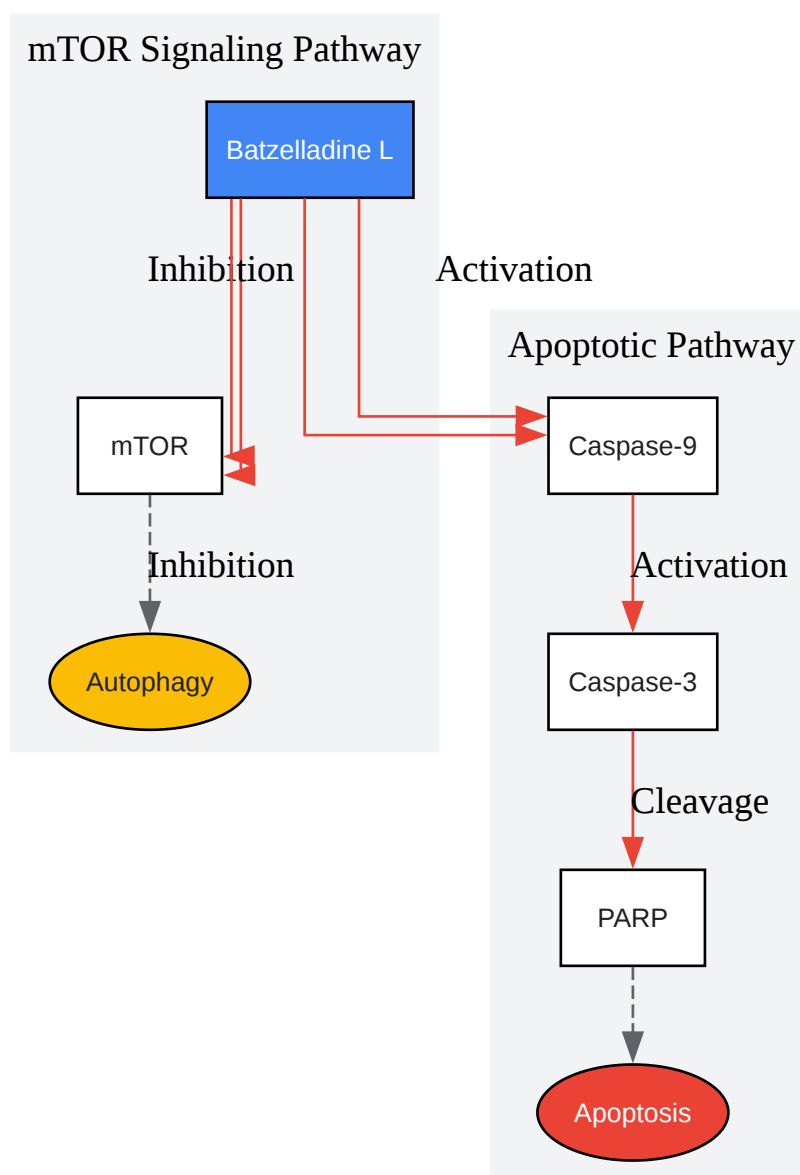 mTOR Signaling Pathway
Batzelladine L
Inhibition
Activation
Apoptotic Pathway
mTOR
Caspase-9
Inhibition
Activation
Autophagy
Caspase-3
Cleavage
PARP
Apoptosis